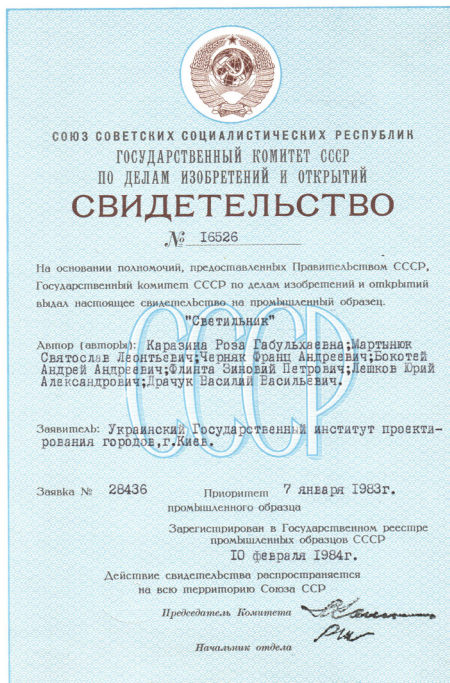 СОЮЗ СОВЕТСКИХ СОЦИАЛИСТИЧЕСКИХ РЕСПУБЛИК
ГОСУДАРСТВЕННЫЙ КОМИТЕТ СССР
ПО ДЕЛАМ ИЗОБРЕТЕНИЙ И ОТКРЫТИЙ
СВИДЕТЕЛЬСТВО
№ 16526
На основании полномочий, предоставленных Правительством СССР,
Государственный комитет СССР по делам изобретений и открытий
выдал настоящее свидетельство на промышленный образец.
"Светильник"
Автор (авторы): Каразина Роза Габульхаевна;Мартынюк
Святослав Леонтьевич;Черняк Франц Андреевич;Бокотей
Андрей Андреевич;Флинта Зиновий Петрович;Лешков Юрий
Александрович;Драчук Василий Васильевич.
СССР
Заявитель: Украинский Государственный институт проекти-
рования городов,г.Киев.
Заявка № 28436 Приоритет 7 января 1983г.
промышленного образца
Зарегистрирован в Государственном реестре
промышленных образцов СССР
10 февраля 1984г.
Действие свидетельства распространяется
на всю территорию Союза ССР
Председатель Комитета
Начальник отдела